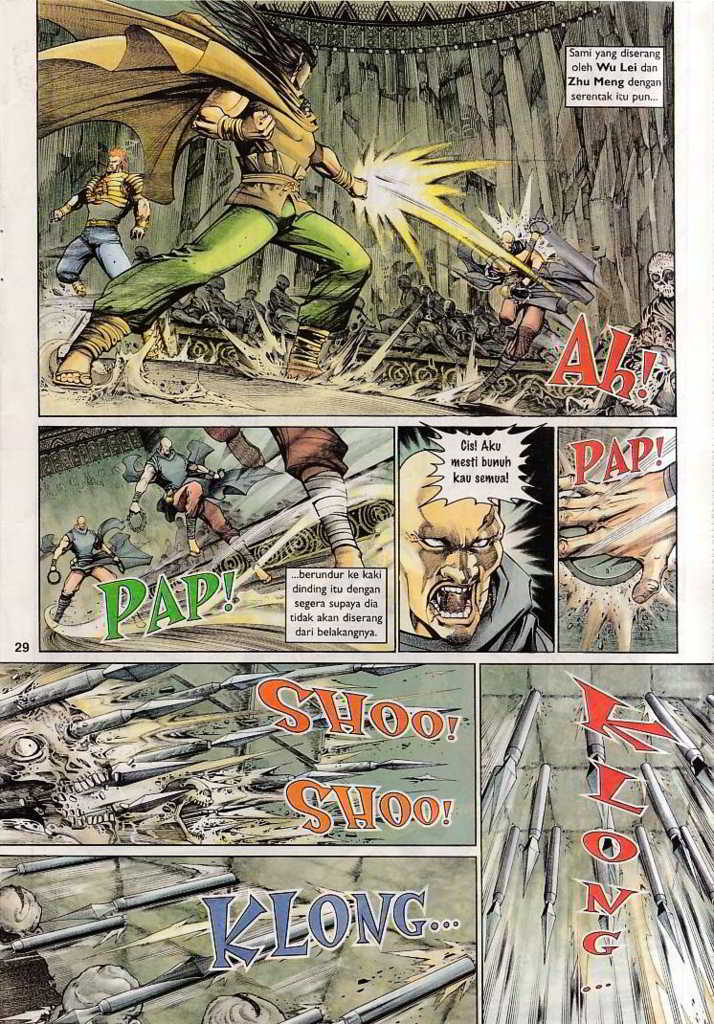 Sami yang diserang
oleh Wu Lei dan
Zhu Meng dengan
serentak itu pun...
Ah!
PAP!
...berundur ke kaki
dinding itu dengan
segera supaya dia
tidak akan diserang
dari belakangnya.
Cis! Aku
mesti bunuh
kau semua!
PAP!
29
SHOO!
SHOO!
KLONG...
KLONG...